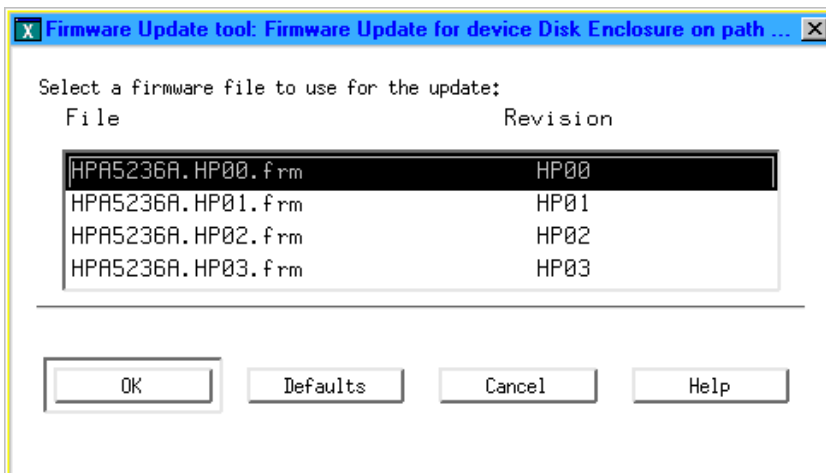 Firmware Update tool: Firmware Update for device Disk Enclosure on path ...
Select a firmware file to use for the update:
File Revision
HPA5236A.HP00.frm HP00
HPA5236A.HP01.frm HP01
HPA5236A.HP02.frm HP02
HPA5236A.HP03.frm HP03
OK Defaults Cancel Help